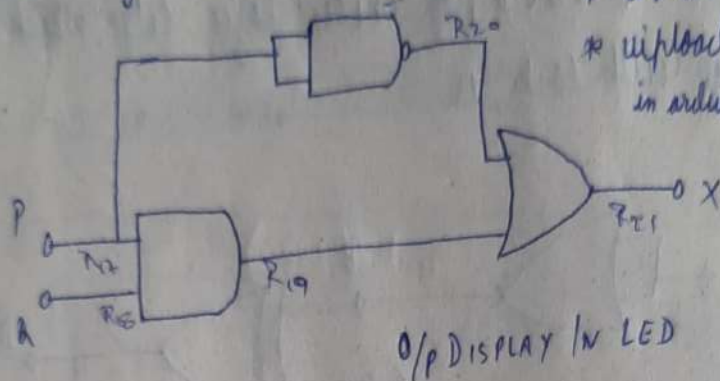 R20
* uploa
in ardu
P
R17
R18
R19
X
R21
O/P DISPLAY IN LED